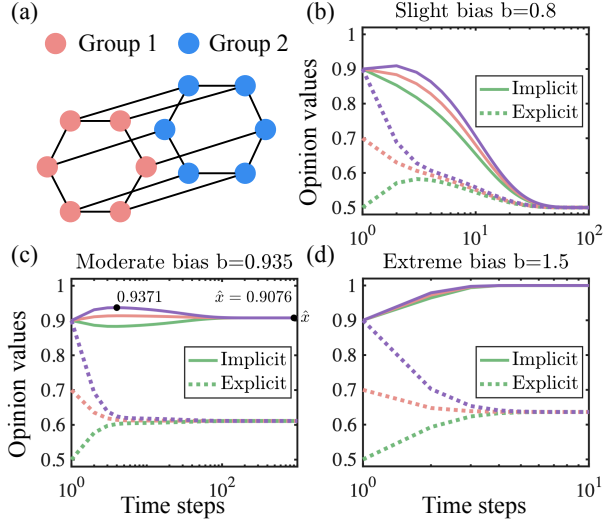 (a)
Group 1
Group 2
(b)
Slight bias b=0.8
Opinion values
1
0.9
0.8
0.7
0.6
0.5
Implicit
Explicit
10^0
10^1
10^2
(c)
Moderate bias b=0.935
Opinion values
1
0.9
0.8
0.7
0.6
0.5
0.9371
x̂ = 0.9076
x̂
Implicit
Explicit
10^0
10^2
Time steps
(d)
Extreme bias b=1.5
1
0.9
0.8
0.7
0.6
0.5
Implicit
Explicit
10^0
10^1
Time steps